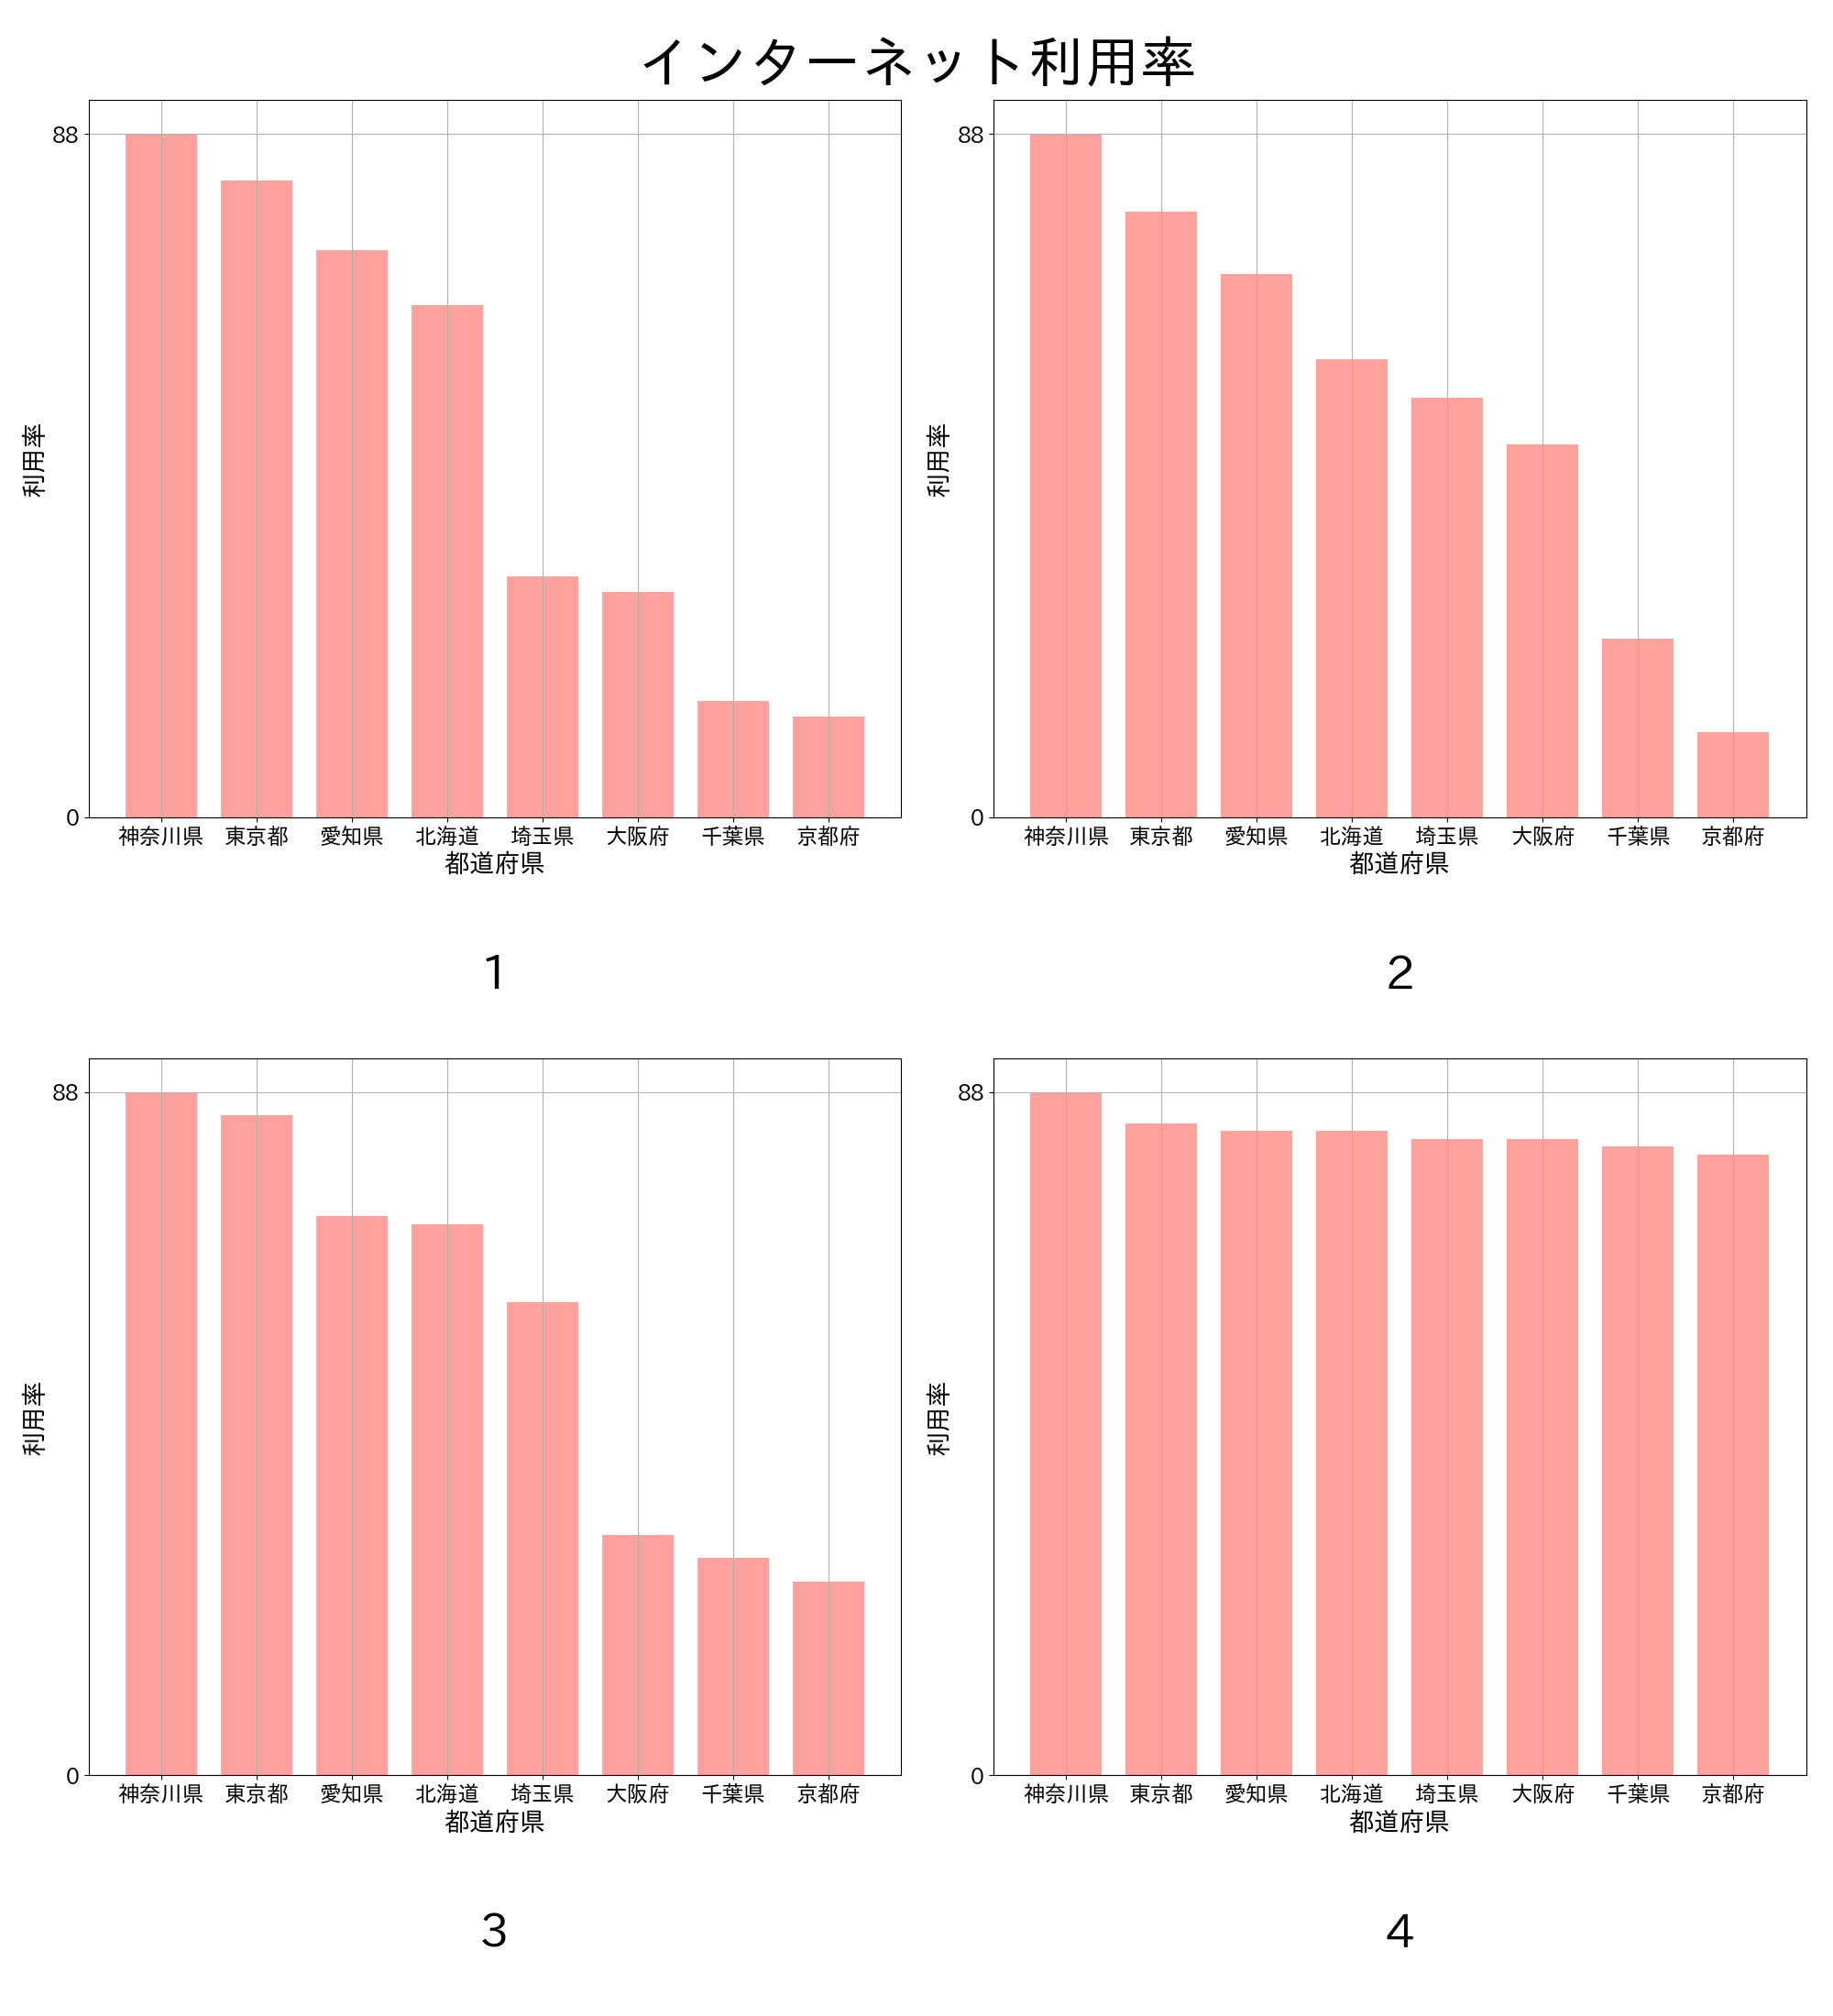 インターネット利用率
88
0
利用率
神奈川県 東京都 愛知県 北海道 埼玉県 大阪府 千葉県 京都府
都道府県
1
88
0
利用率
神奈川県 東京都 愛知県 北海道 埼玉県 大阪府 千葉県 京都府
都道府県
2
88
0
利用率
神奈川県 東京都 愛知県 北海道 埼玉県 大阪府 千葉県 京都府
都道府県
3
88
0
利用率
神奈川県 東京都 愛知県 北海道 埼玉県 大阪府 千葉県 京都府
都道府県
4